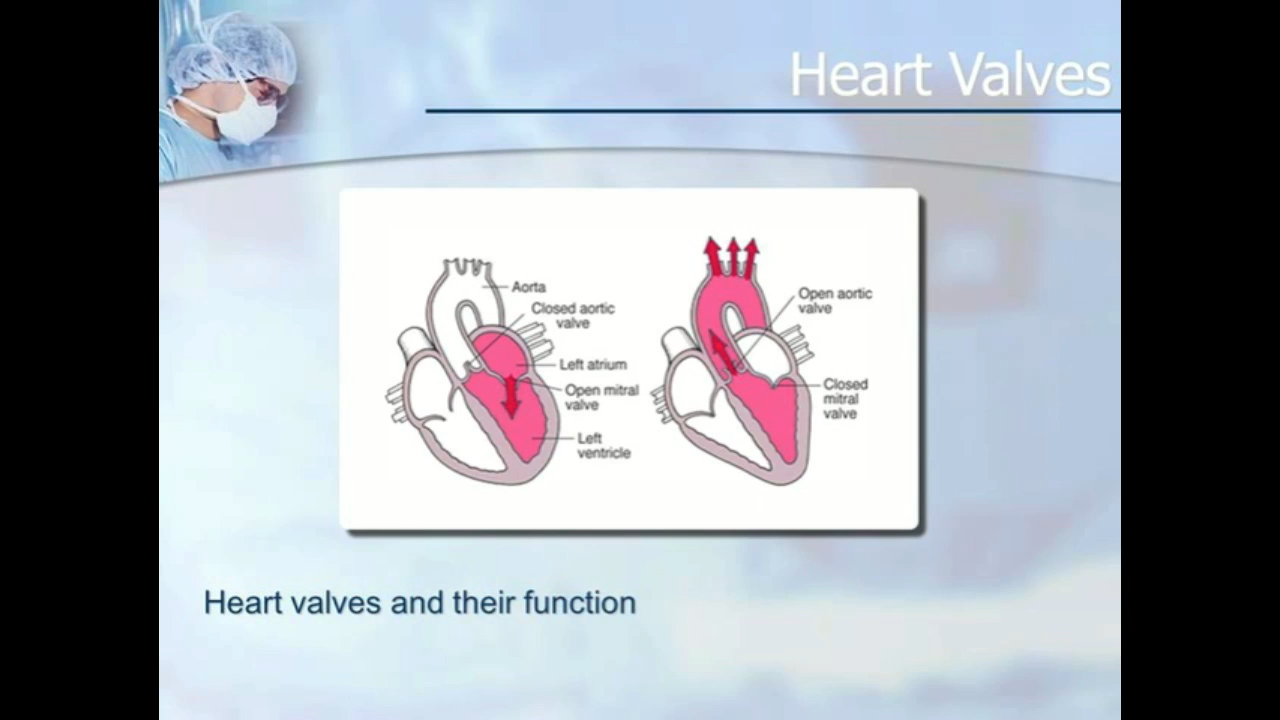 Heart Valves
Aorta
Closed aortic
valve
Left atrium
Open mitral
valve
Left
ventricle
Open aortic
valve
Closed
mitral
valve
Heart valves and their function